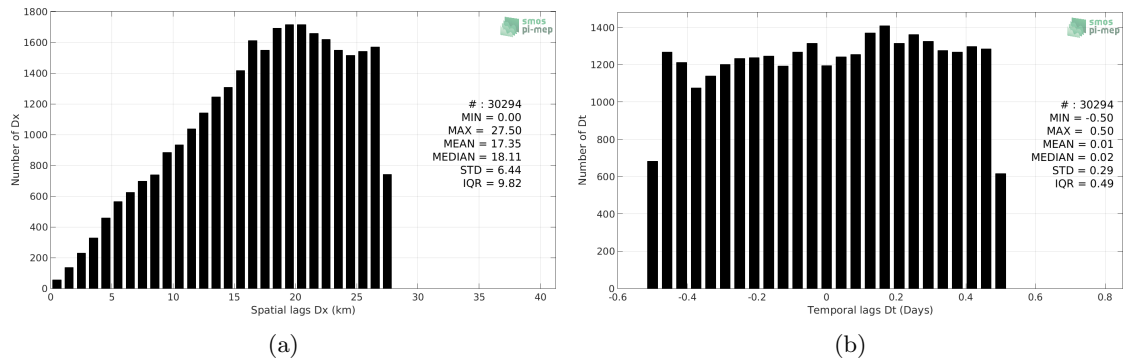 1800
1600
1400
1200
1000
800
600
400
200
0
Number of Dx
0 5 10 15 20 25 30 35 40
Spatial lags Dx (km)
smos
pi-mep
# : 30294
MIN = 0.00
MAX = 27.50
MEAN = 17.35
MEDIAN = 18.11
STD = 6.44
IQR = 9.82
(a)
1400
1200
1000
800
600
400
200
0
Number of Dt
-0.6 -0.4 -0.2 0 0.2 0.4 0.6 0.8
Temporal lags Dt (Days)
smos
pi-mep
# : 30294
MIN = -0.50
MAX = 0.50
MEAN = 0.01
MEDIAN = 0.02
STD = 0.29
IQR = 0.49
(b)